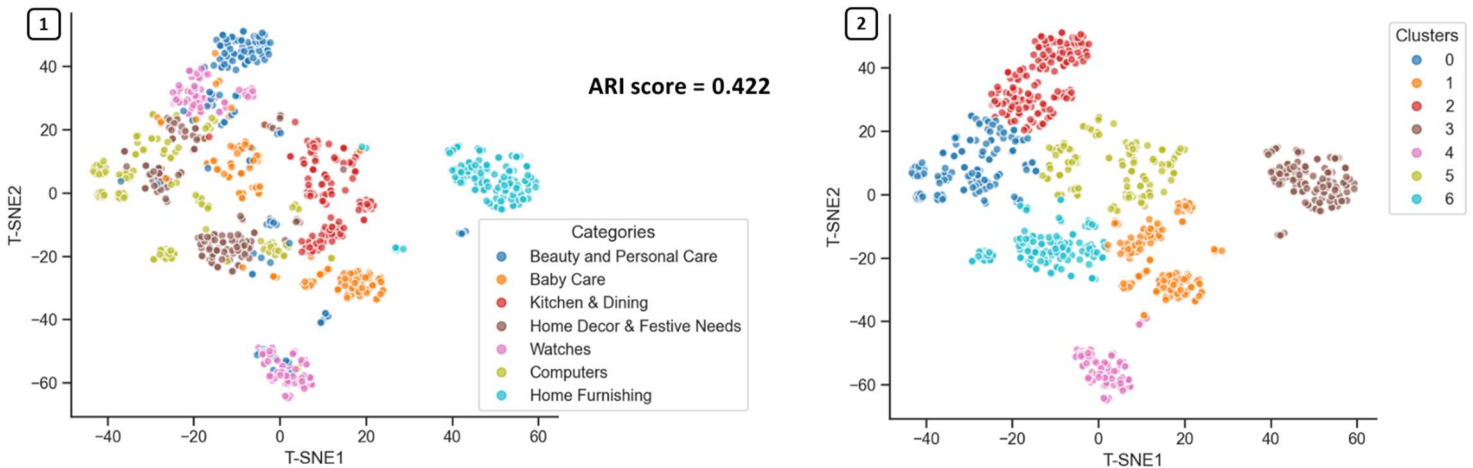 1
ARI score = 0.422
T-SNE2
40
20
0
−20
−40
−60
−40
−20
0
20
40
60
T-SNE1
Categories
Beauty and Personal Care
Baby Care
Kitchen & Dining
Home Decor & Festive Needs
Watches
Computers
Home Furnishing
2
T-SNE2
40
20
0
−20
−40
−60
−40
−20
0
20
40
60
T-SNE1
Clusters
0
1
2
3
4
5
6